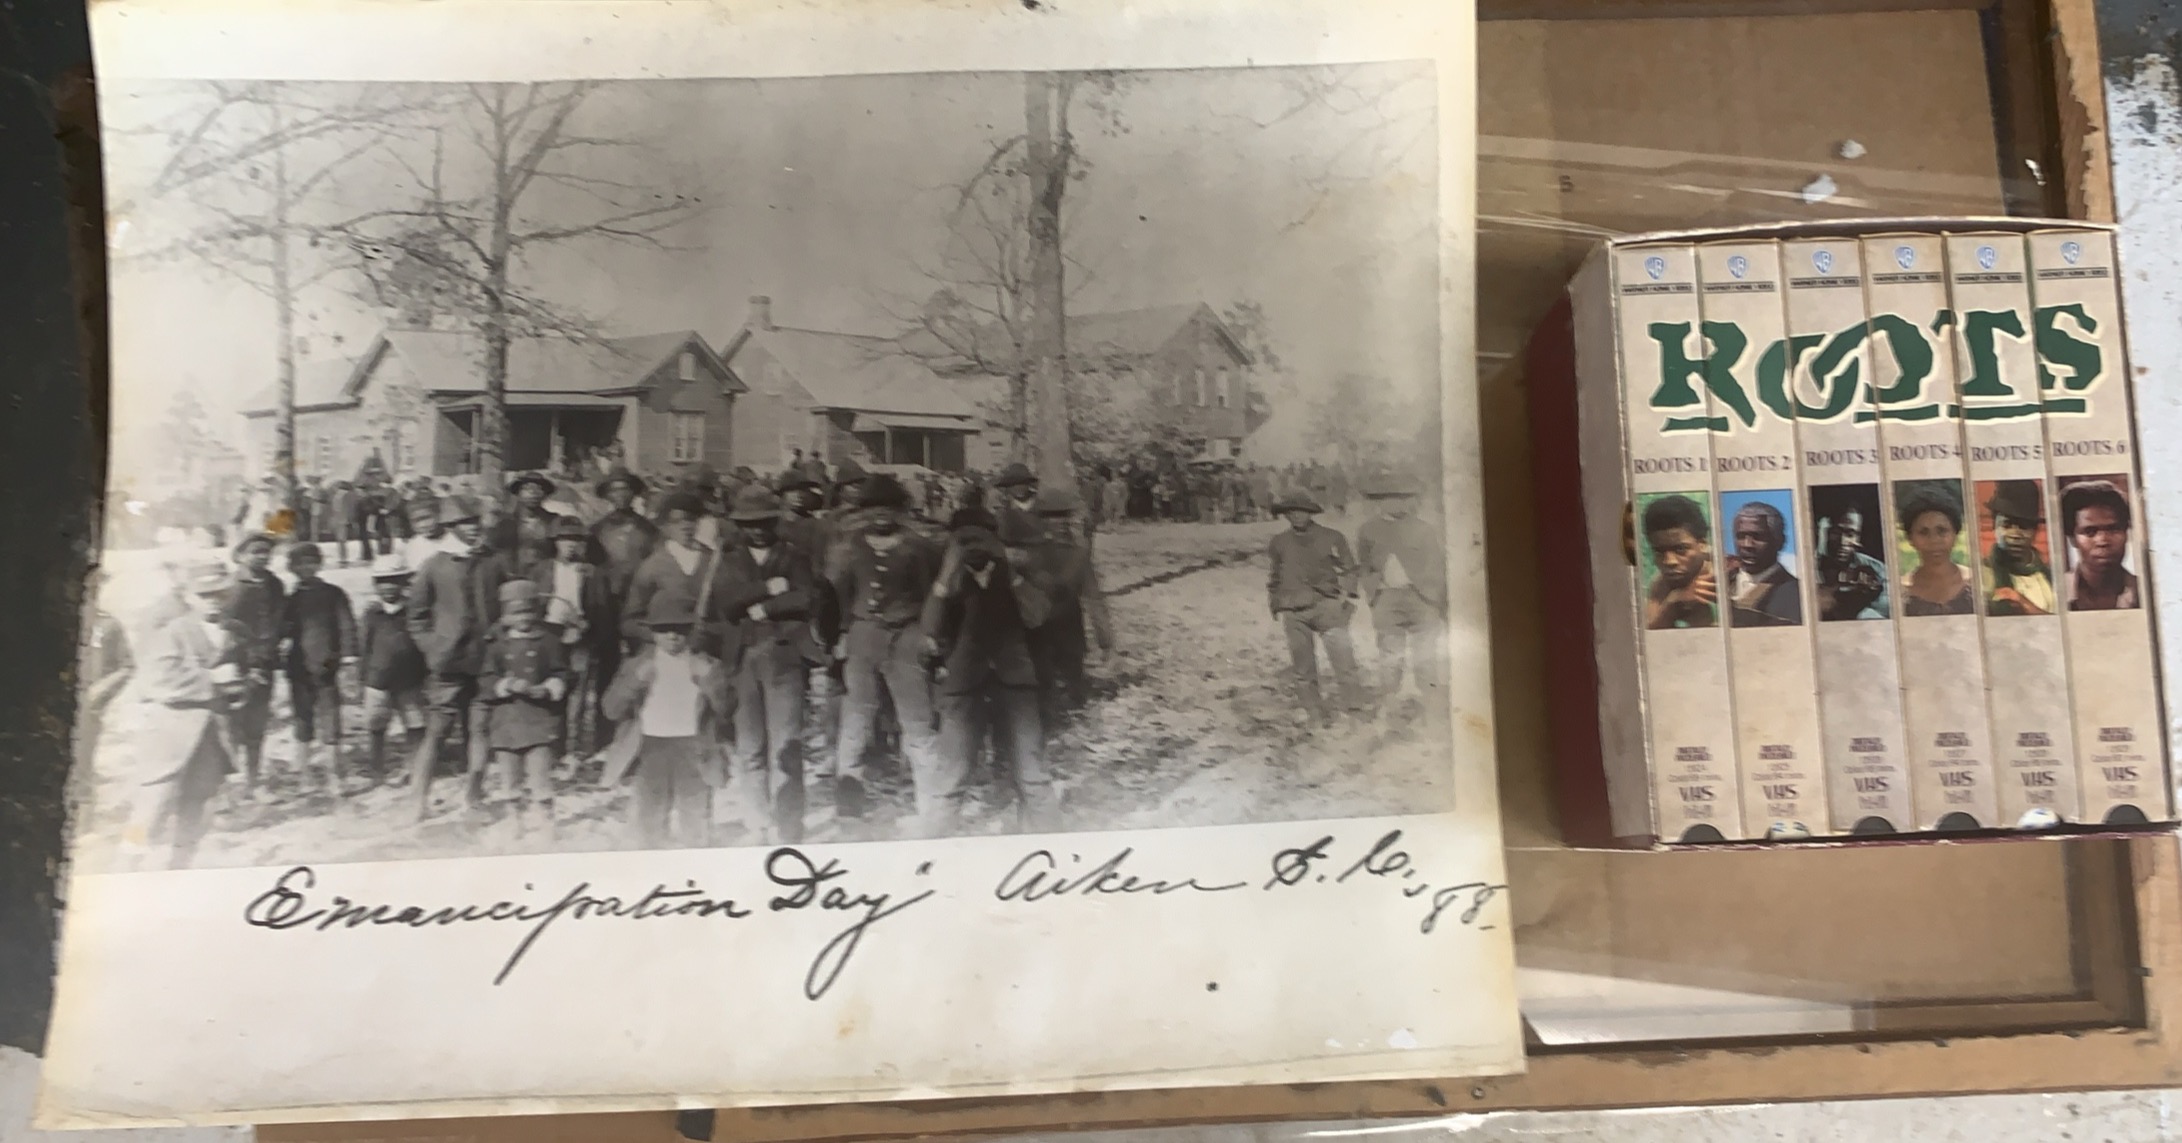 Emancipation Day" Aiken S.C., 88-
ROOTS
ROOTS 1 ROOTS 2 ROOTS 3 ROOTS 4 ROOTS 5 ROOTS 6
VHS VHS VHS VHS VHS VHS